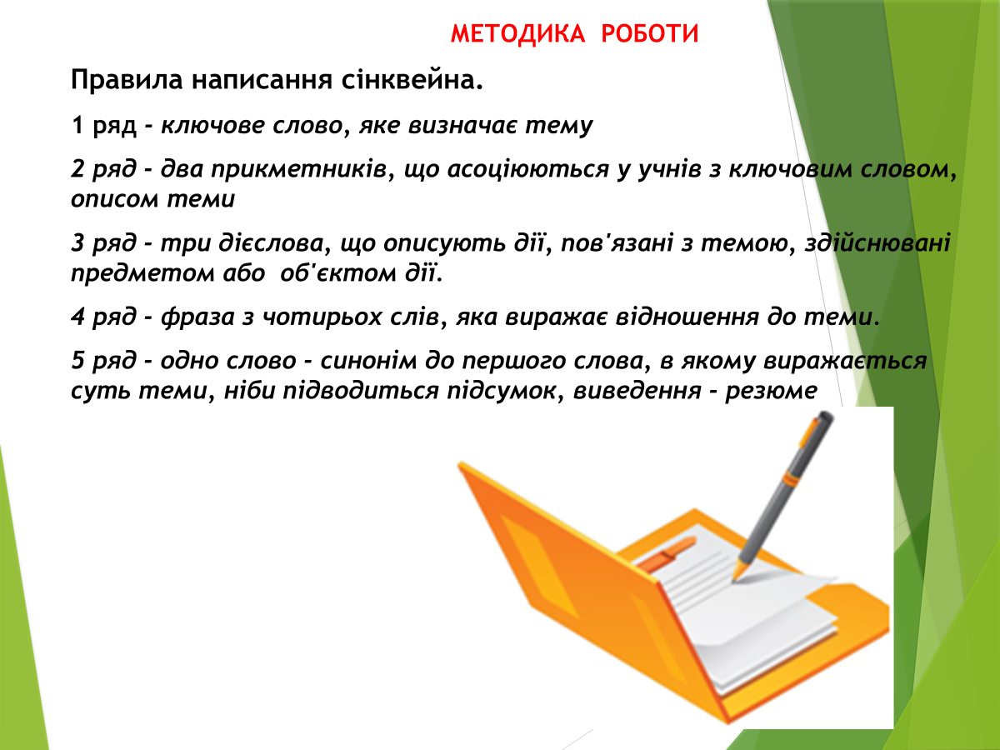 МЕТОДИКА  РОБОТИ
Правила написання сінквейна.
1 ряд - ключове слово, яке визначає тему
2 ряд - два прикметників, що асоціюються у учнів з ключовим словом,
описом теми
3 ряд - три дієслова, що описують дії, пов'язані з темою, здійснювані
предметом або  об'єктом дії.
4 ряд - фраза з чотирьох слів, яка виражає відношення до теми.
5 ряд - одно слово - синонім до першого слова, в якому виражається
суть теми, ніби підводиться підсумок, виведення - резюме